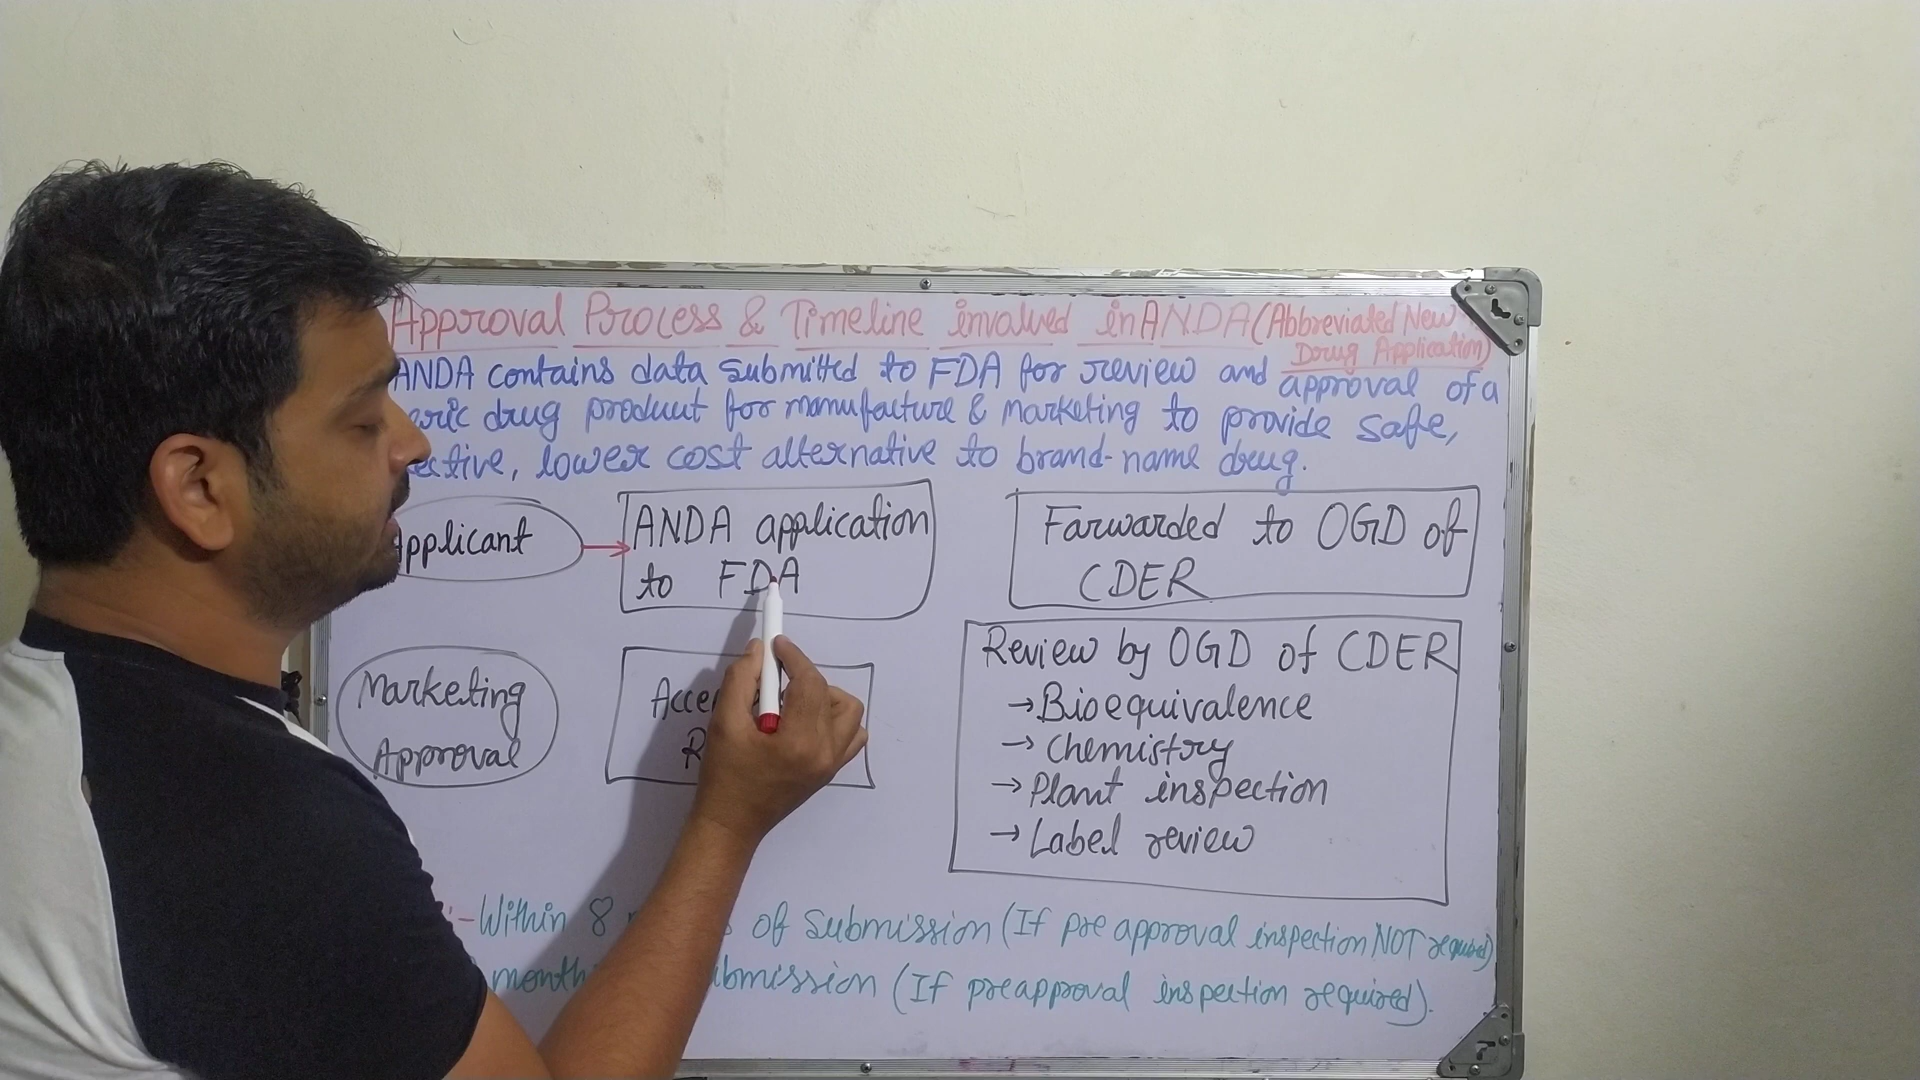 Approval Process & Timeline involved in ANDA (Abbreviated New
Drug Application)
ANDA contains data submitted to FDA for review and approval of a
drug product for manufacture & marketing to provide safe,
lower cost alternative to brand-name drug.
Applicant
ANDA application
to FDA
Farwarded to OGD of
CDER
Marketing
Approval
Review by OGD of CDER
→ Bioequivalence
→ Chemistry
→ Plant inspection
→ Label review
:- Within 8 of submission (If pre approval inspection NOT required)
submission (If preapproval inspection required).